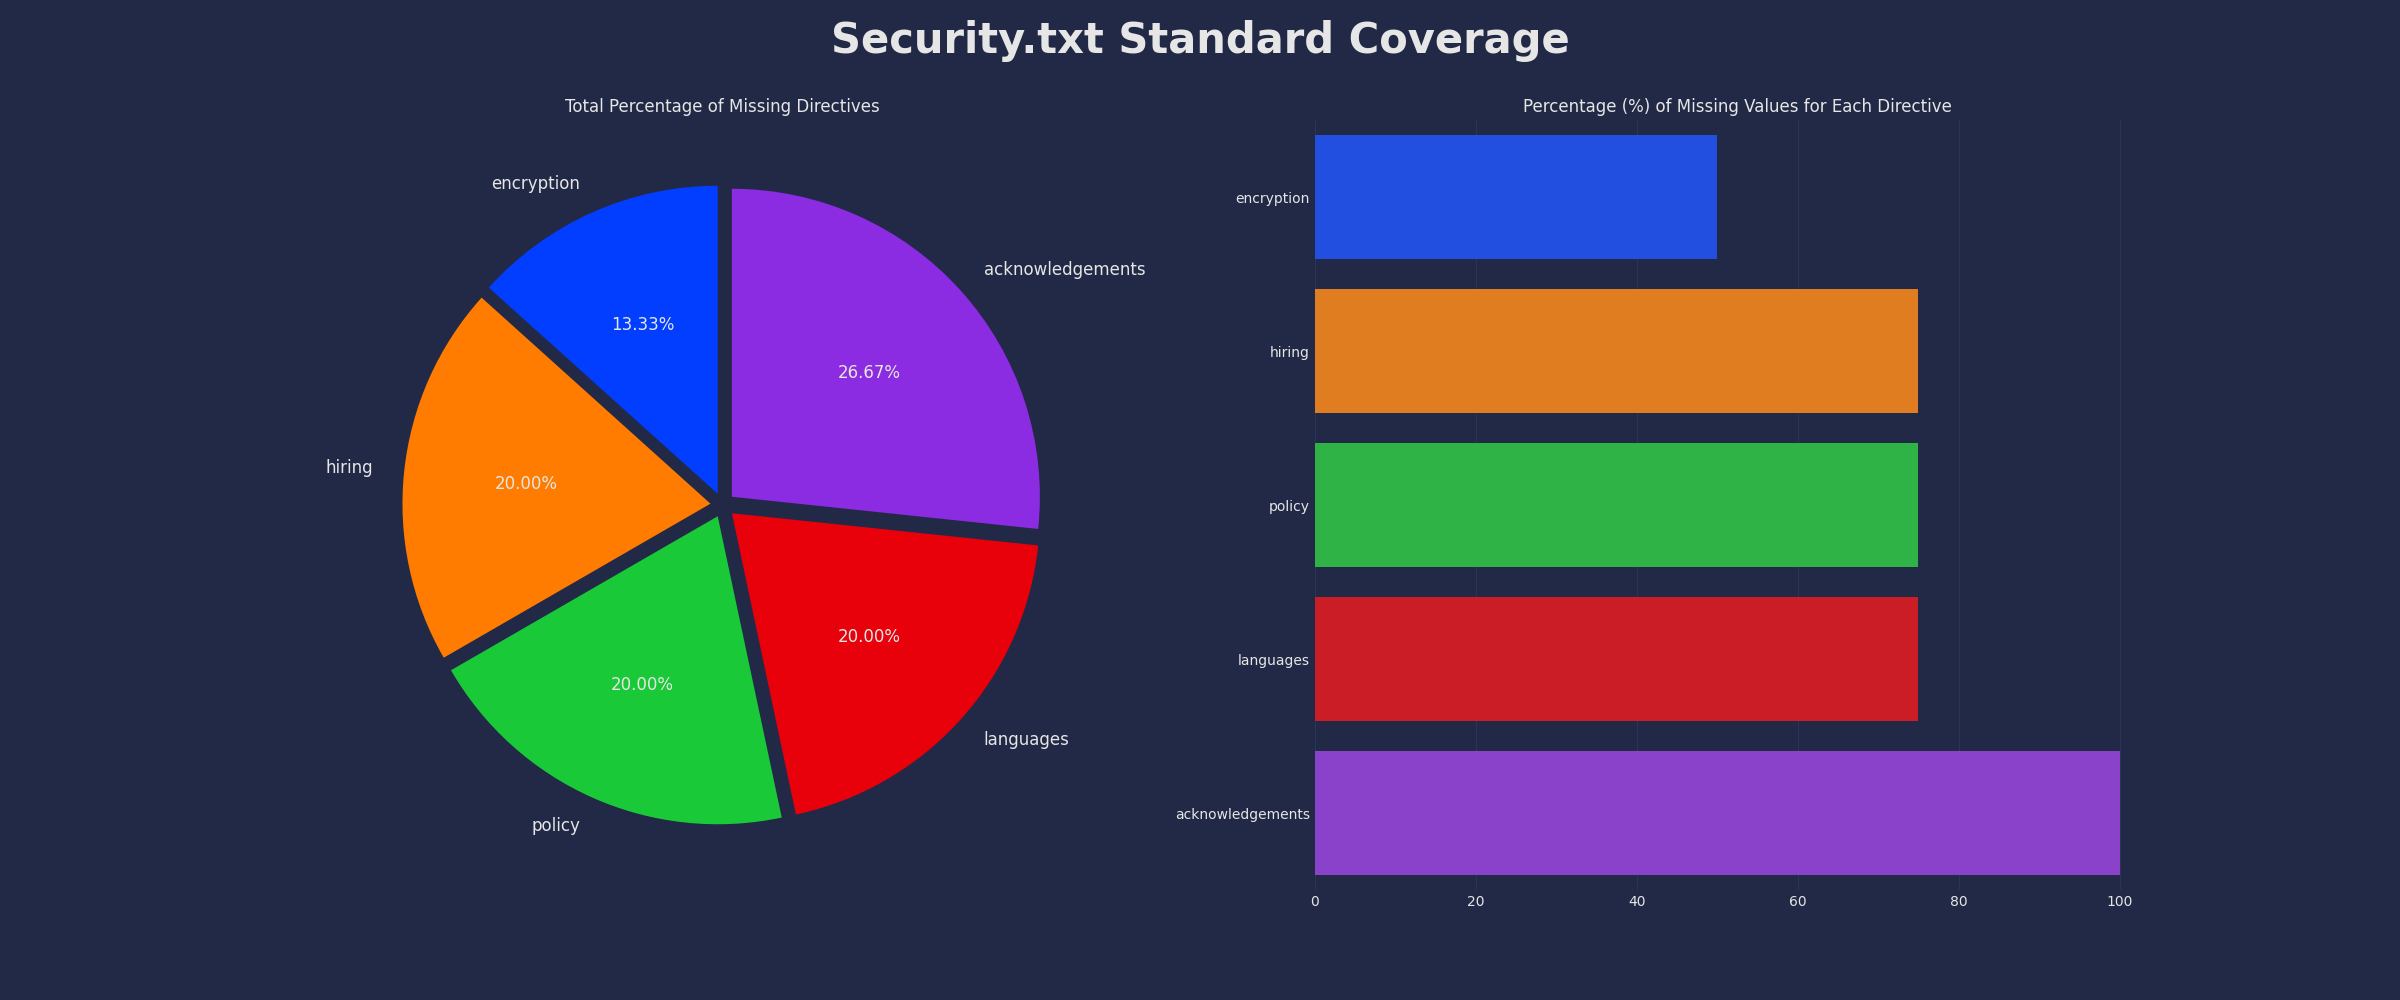 Security.txt Standard Coverage
Total Percentage of Missing Directives
encryption
acknowledgements
13.33%
26.67%
hiring
20.00%
20.00%
20.00%
languages
policy
Percentage (%) of Missing Values for Each Directive
encryption
hiring
policy
languages
acknowledgements
0 20 40 60 80 100